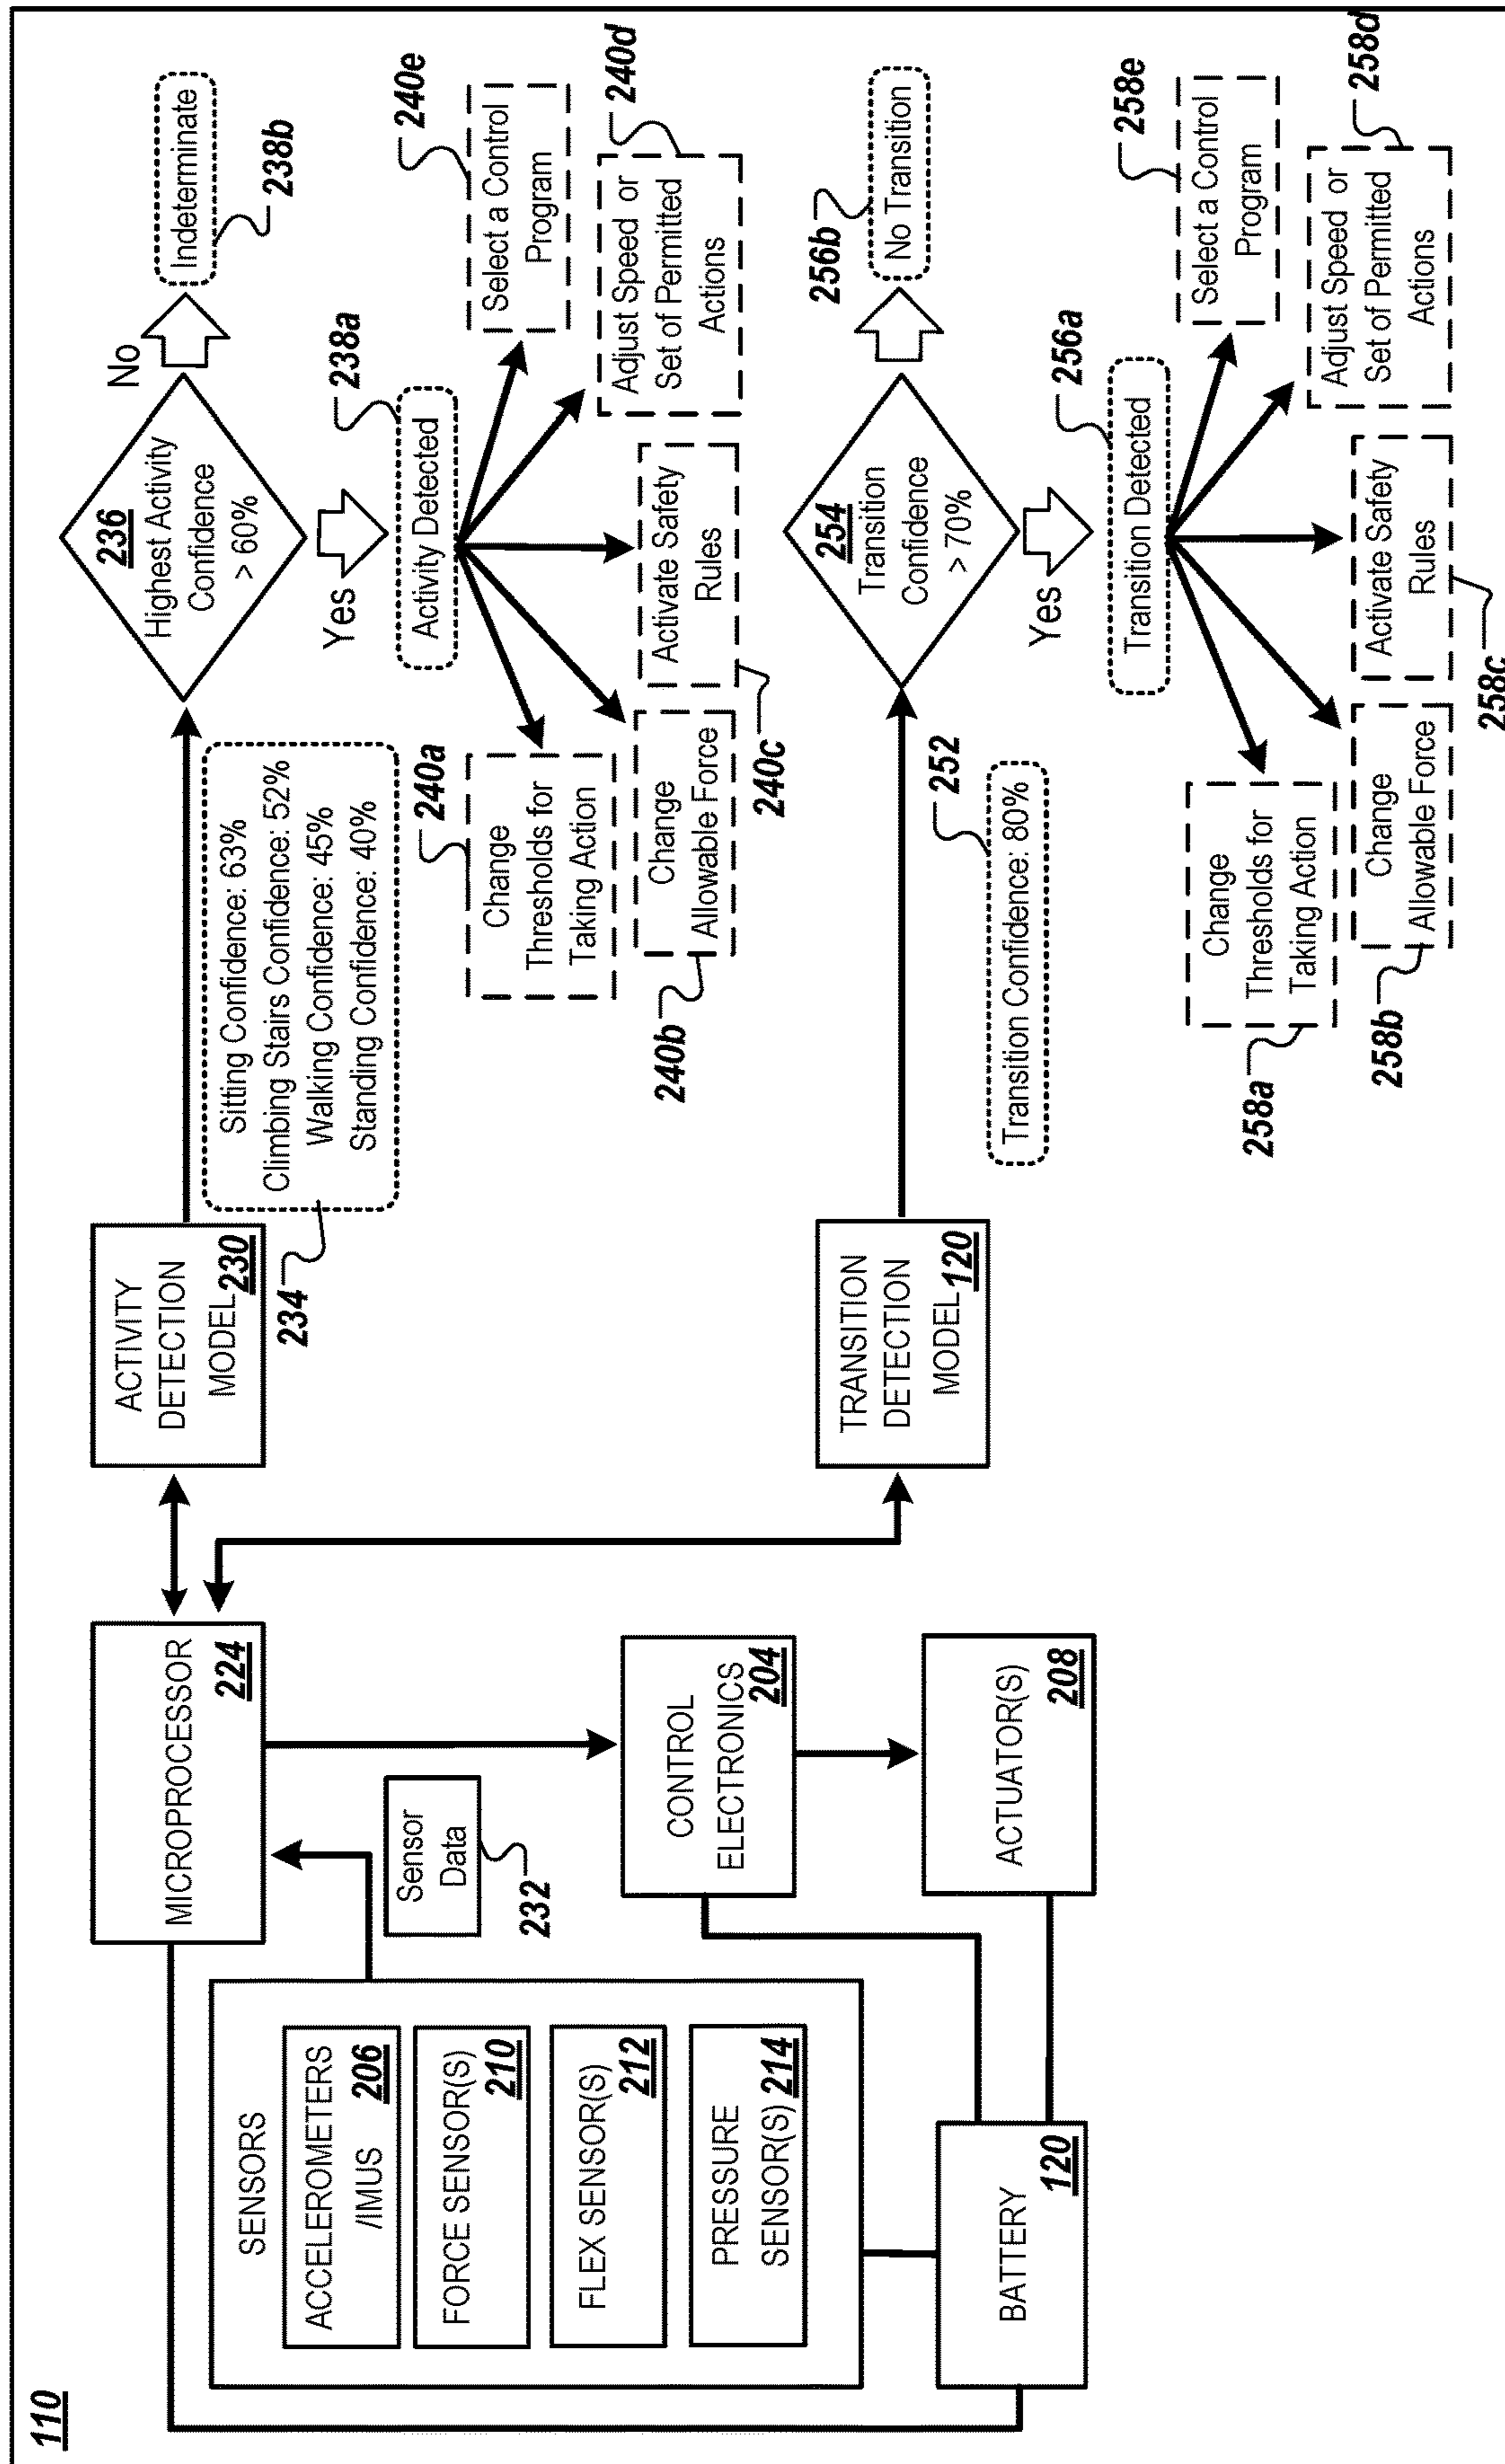 110
SENSORS
ACCELEROMETERS
/IMUS
206
FORCE SENSOR(S)
210
FLEX SENSOR(S)
212
PRESSURE
SENSOR(S) 214
BATTERY
120
MICROPROCESSOR
224
Sensor
Data
232
CONTROL
ELECTRONICS
204
ACTUATOR(S)
208
ACTIVITY
DETECTION
MODEL 230
234
Sitting Confidence: 63%
Climbing Stairs Confidence: 52%
Walking Confidence: 45%
Standing Confidence: 40%
236
Highest Activity
Confidence
> 60%
No
Indeterminate
238b
Yes
238a
Activity Detected
240a
Change
Thresholds for
Taking Action
240b
Change
Allowable Force
240c
Activate Safety
Rules
240d
Adjust Speed or
Set of Permitted
Actions
240e
Select a Control
Program
TRANSITION
DETECTION
MODEL 120
252
Transition Confidence: 80%
254
Transition
Confidence
> 70%
256b
No Transition
Yes
256a
Transition Detected
258a
Change
Thresholds for
Taking Action
258b
Change
Allowable Force
258c
Activate Safety
Rules
258d
Adjust Speed or
Set of Permitted
Actions
258e
Select a Control
Program